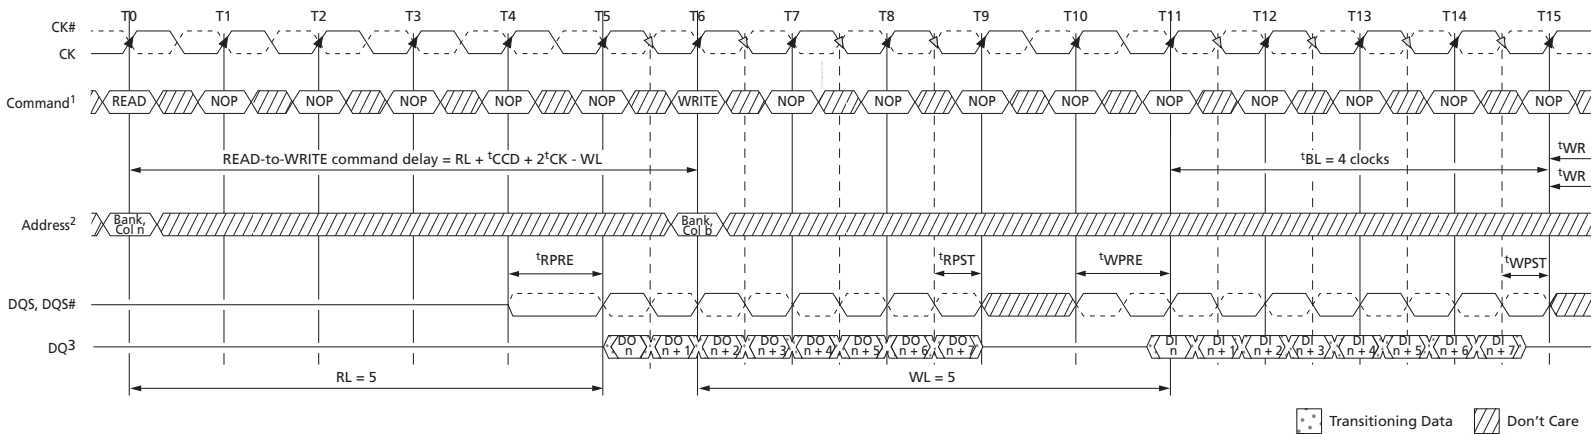 T0 T1 T2 T3 T4 T5 T6 T7 T8 T9 T10 T11 T12 T13 T14 T15
CK#
CK
Command1 READ NOP NOP NOP NOP NOP WRITE NOP NOP NOP NOP NOP NOP NOP NOP NOP
READ-to-WRITE command delay = RL + tCCD + 2tCK - WL
tBL = 4 clocks
tWR
tWR
Address2
Bank, Col n
Bank, Col b
tRPRE tRPST tWPRE tWPST
DQS, DQS#
DQ3
DO DO DO DO DO DO DO DO DI DI DI DI DI DI DI DI
n n + 1 n + 2 n + 3 n + 4 n + 5 n + 6 n + 7 n n + 1 n + 2 n + 3 n + 4 n + 5 n + 6 n + 7
RL = 5 WL = 5
Transitioning Data Don't Care